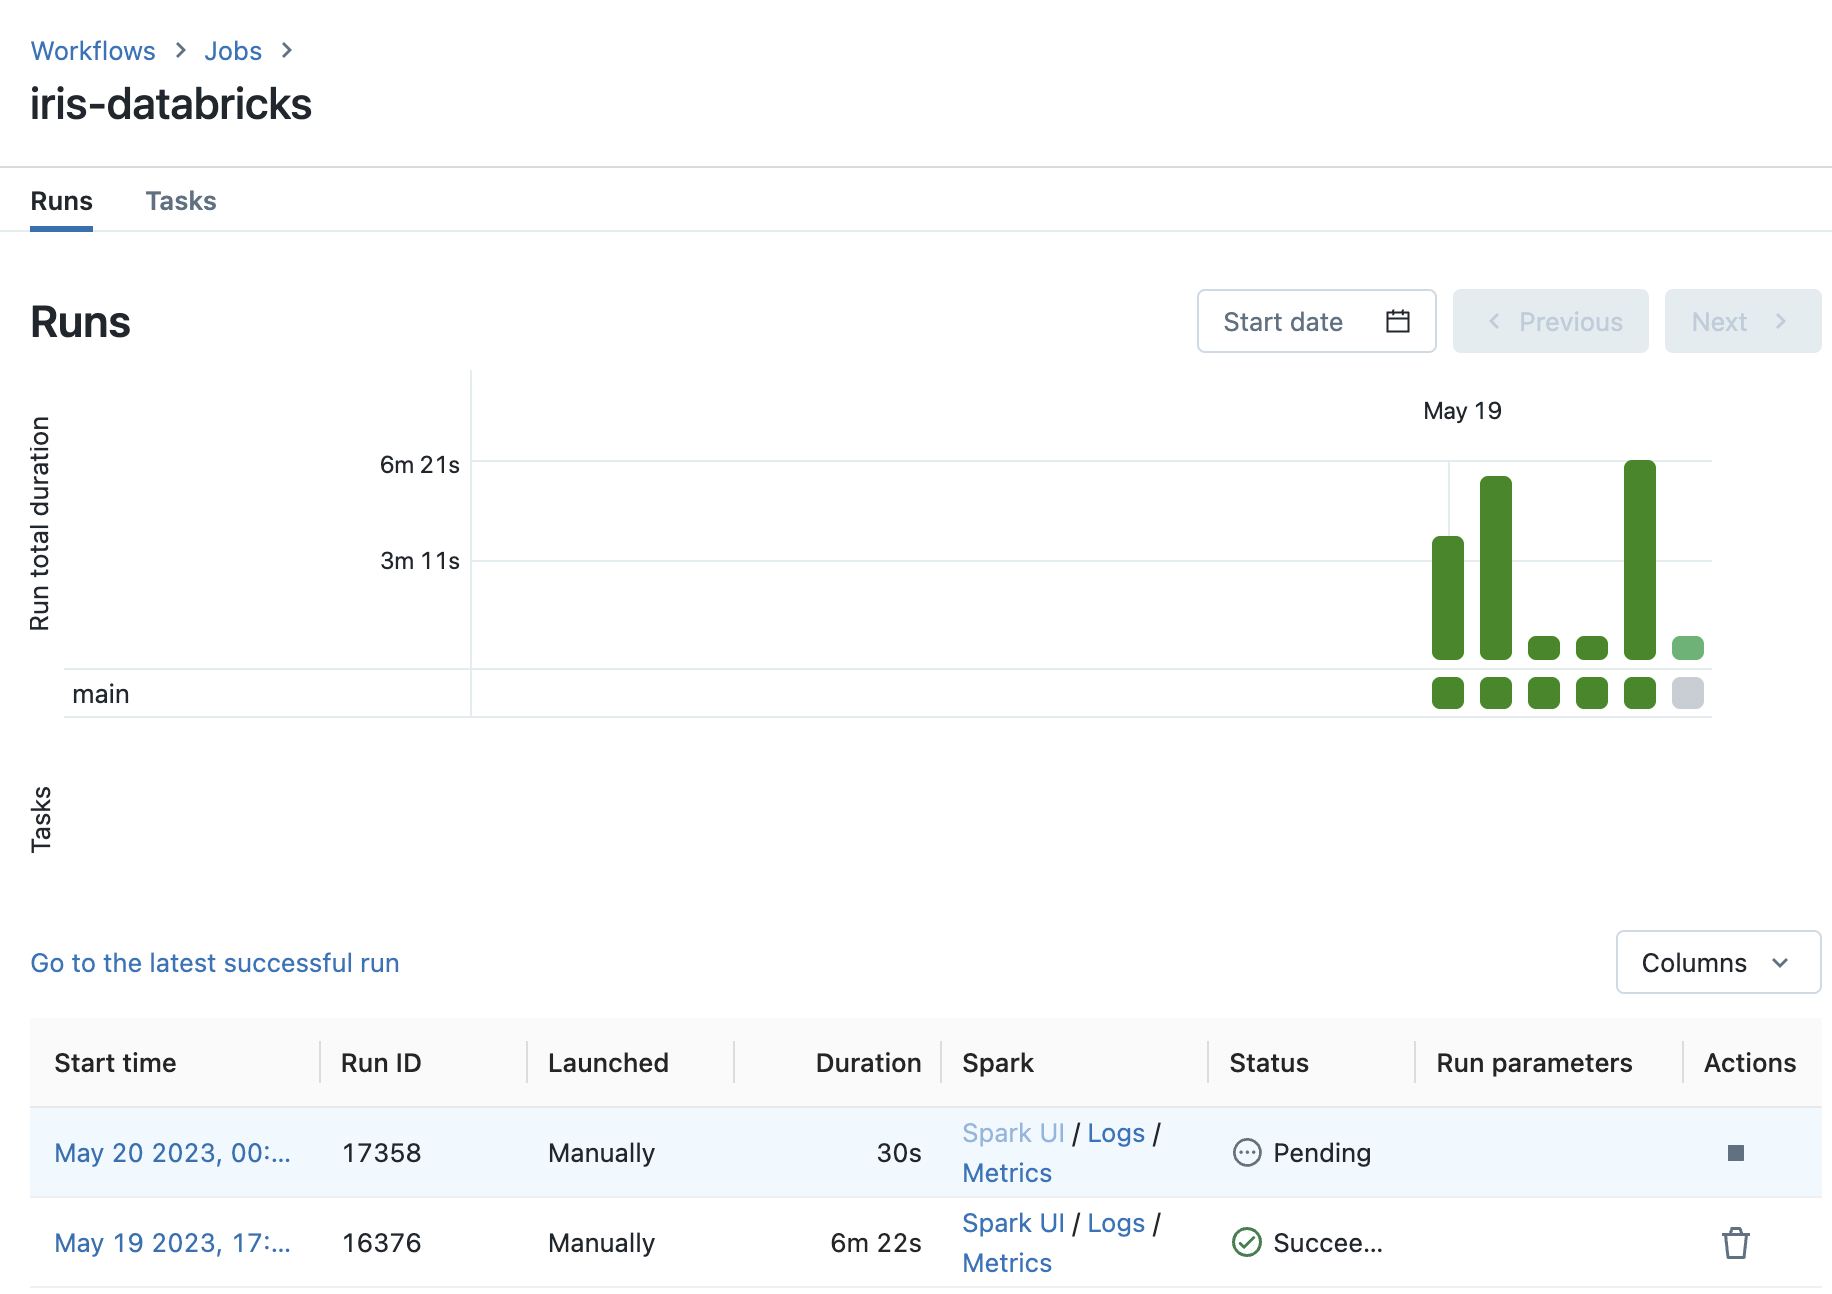 Workflows > Jobs >
iris-databricks
Runs Tasks
Runs
Start date
Previous
Next
May 19
Run total duration
6m 21s
3m 11s
main
Tasks
Go to the latest successful run
Columns
Start time Run ID Launched Duration Spark Status Run parameters Actions
May 20 2023, 00:... 17358 Manually 30s Spark UI / Logs / Metrics Pending
May 19 2023, 17:... 16376 Manually 6m 22s Spark UI / Logs / Metrics Succee...